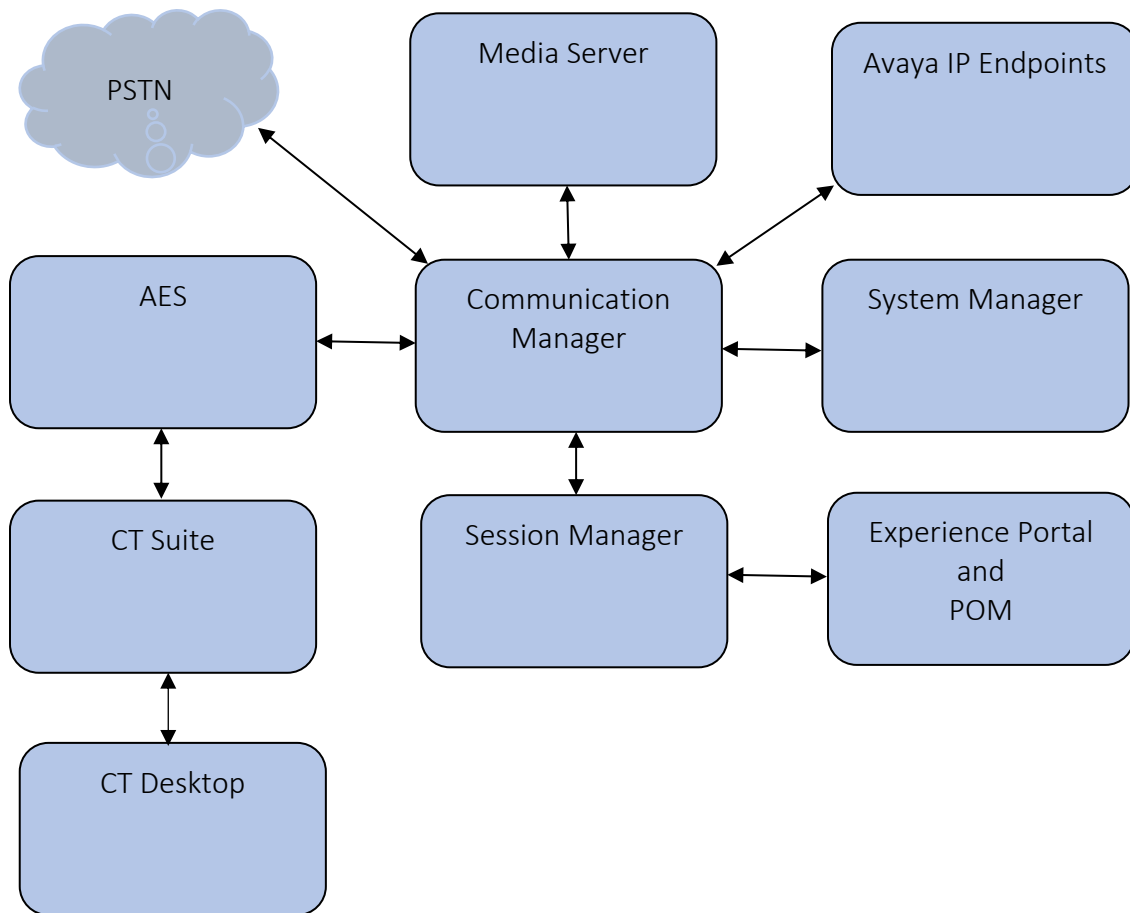 PSTN
Media Server
Avaya IP Endpoints
AES
Communication
Manager
System Manager
CT Suite
Session Manager
Experience Portal
and
POM
CT Desktop